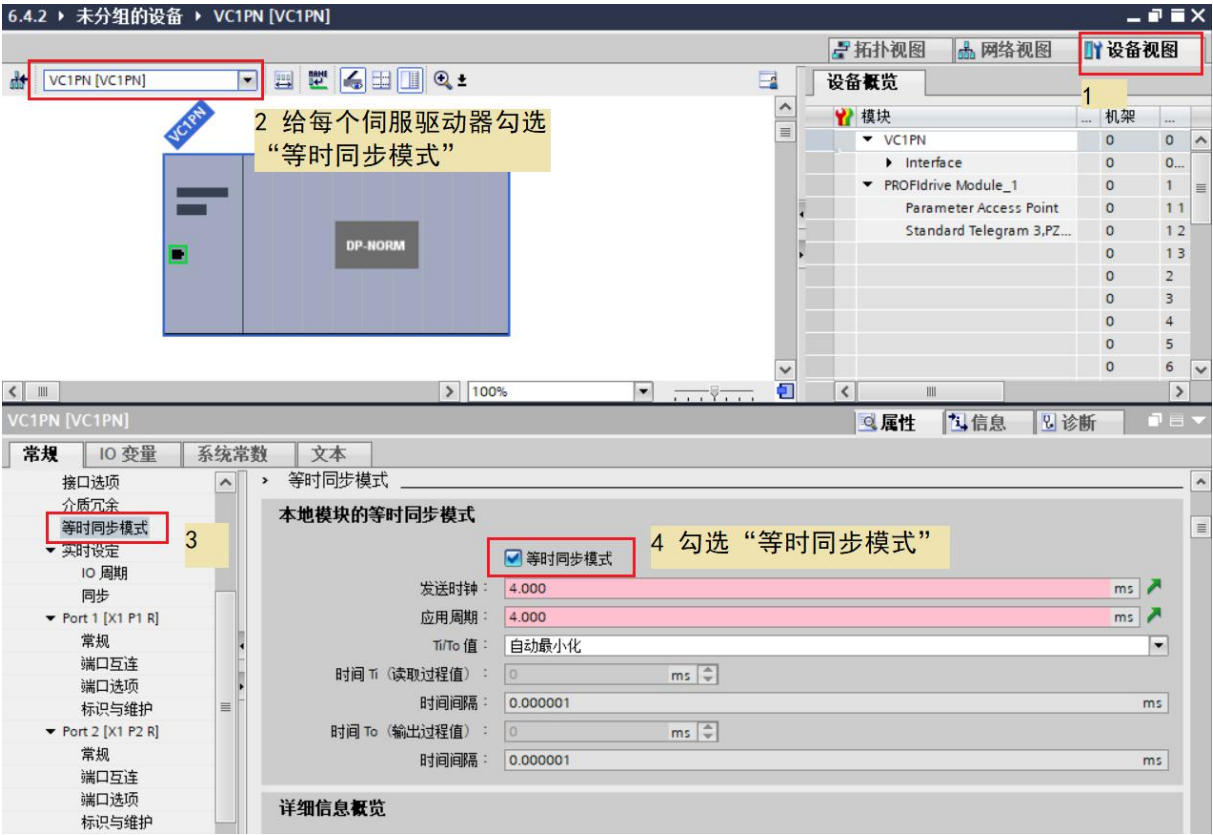 6.4.2 ▸ 未分组的设备 ▸ VC1PN [VC1PN]
拓扑视图 网络视图 设备视图
VC1PN [VC1PN]
设备概览
1
2 给每个伺服驱动器勾选
“等时同步模式”
VC1PN
DP-NORM
模块 ... 机架 ...
VC1PN 0 0
Interface 0 0...
PROFIdrive Module_1 0 1
Parameter Access Point 0 1 1
Standard Telegram 3,PZ... 0 1 2
0 1 3
0 2
0 3
0 4
0 5
0 6
100%
VC1PN [VC1PN]
属性 信息 诊断
常规 IO 变量 系统常数 文本
接口选项
介质冗余
等时同步模式
3
实时设定
IO 周期
同步
Port 1 [X1 P1 R]
常规
端口互连
端口选项
标识与维护
Port 2 [X1 P2 R]
常规
端口互连
端口选项
标识与维护
等时同步模式
本地模块的等时同步模式
等时同步模式
4 勾选“等时同步模式”
发送时钟： 4.000 ms
应用周期： 4.000 ms
Ti/To 值： 自动最小化
时间 Ti（读取过程值）： 0 ms
时间间隔： 0.000001 ms
时间 To（输出过程值）： 0 ms
时间间隔： 0.000001 ms
详细信息概览